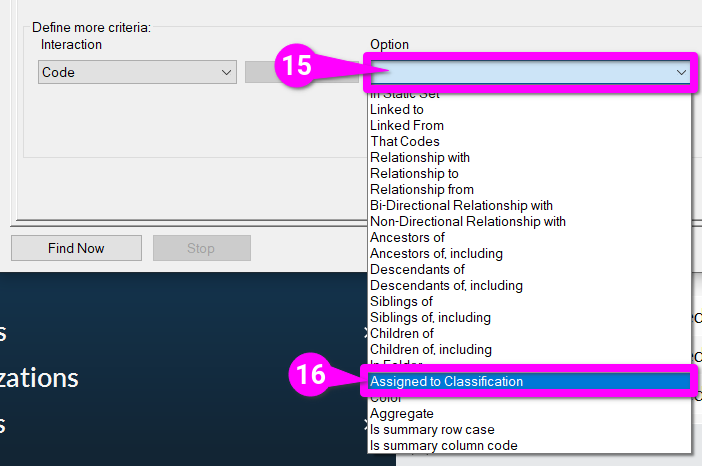 Define more criteria:
Interaction
Option
Code
15
In Static Set
Linked to
Linked From
That Codes
Relationship with
Relationship to
Relationship from
Bi-Directional Relationship with
Non-Directional Relationship with
Ancestors of
Ancestors of, including
Descendants of
Descendants of, including
Siblings of
Siblings of, including
Children of
Children of, including
In Folder
16
Assigned to Classification
Color
Aggregate
Is summary row case
Is summary column code
Find Now
Stop
s
zations
s